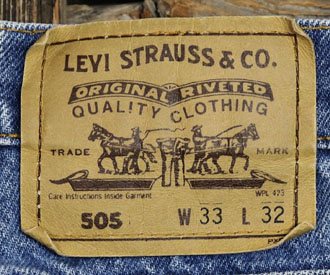 LEVI STRAUSS & CO.
ORIGINAL RIVETED
QUALITY CLOTHING
TRADE MARK
Care Instructions Inside Garment WPL 423
505 W 33 L 32